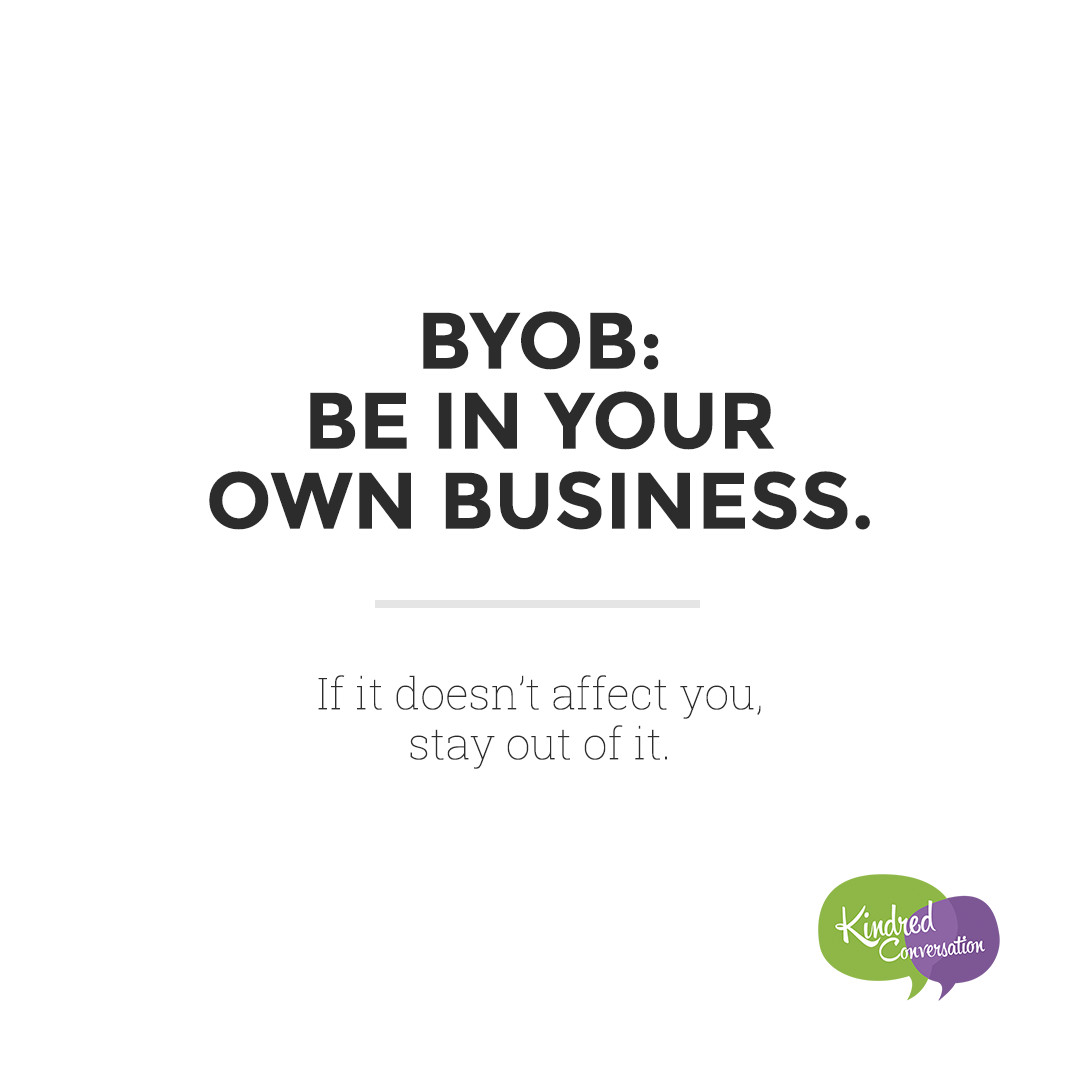 BYOB:
BE IN YOUR
OWN BUSINESS.
If it doesn’t affect you,
stay out of it.
Kindred
Conversation